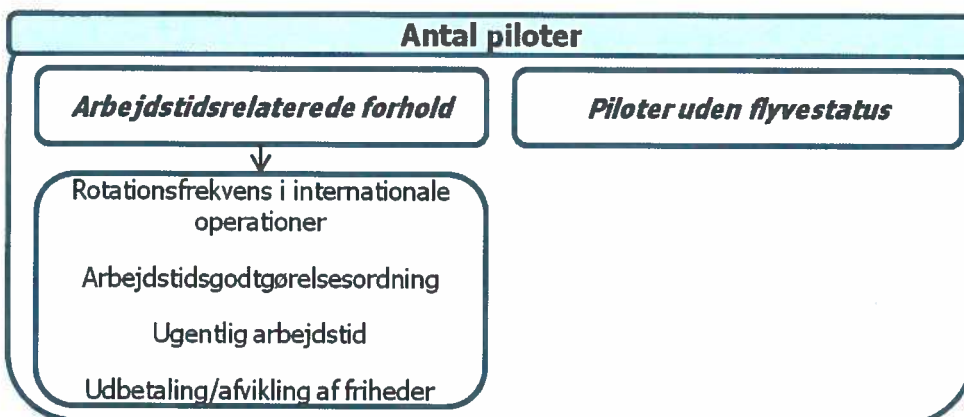 Antal piloter
Arbejdstidsrelaterede forhold
Piloter uden flyvestatus
Rotationsfrekvens i internationale
operationer
Arbejdstidsgodtgørelsesordning
Ugentlig arbejdstid
Udbetaling/afvikling af friheder